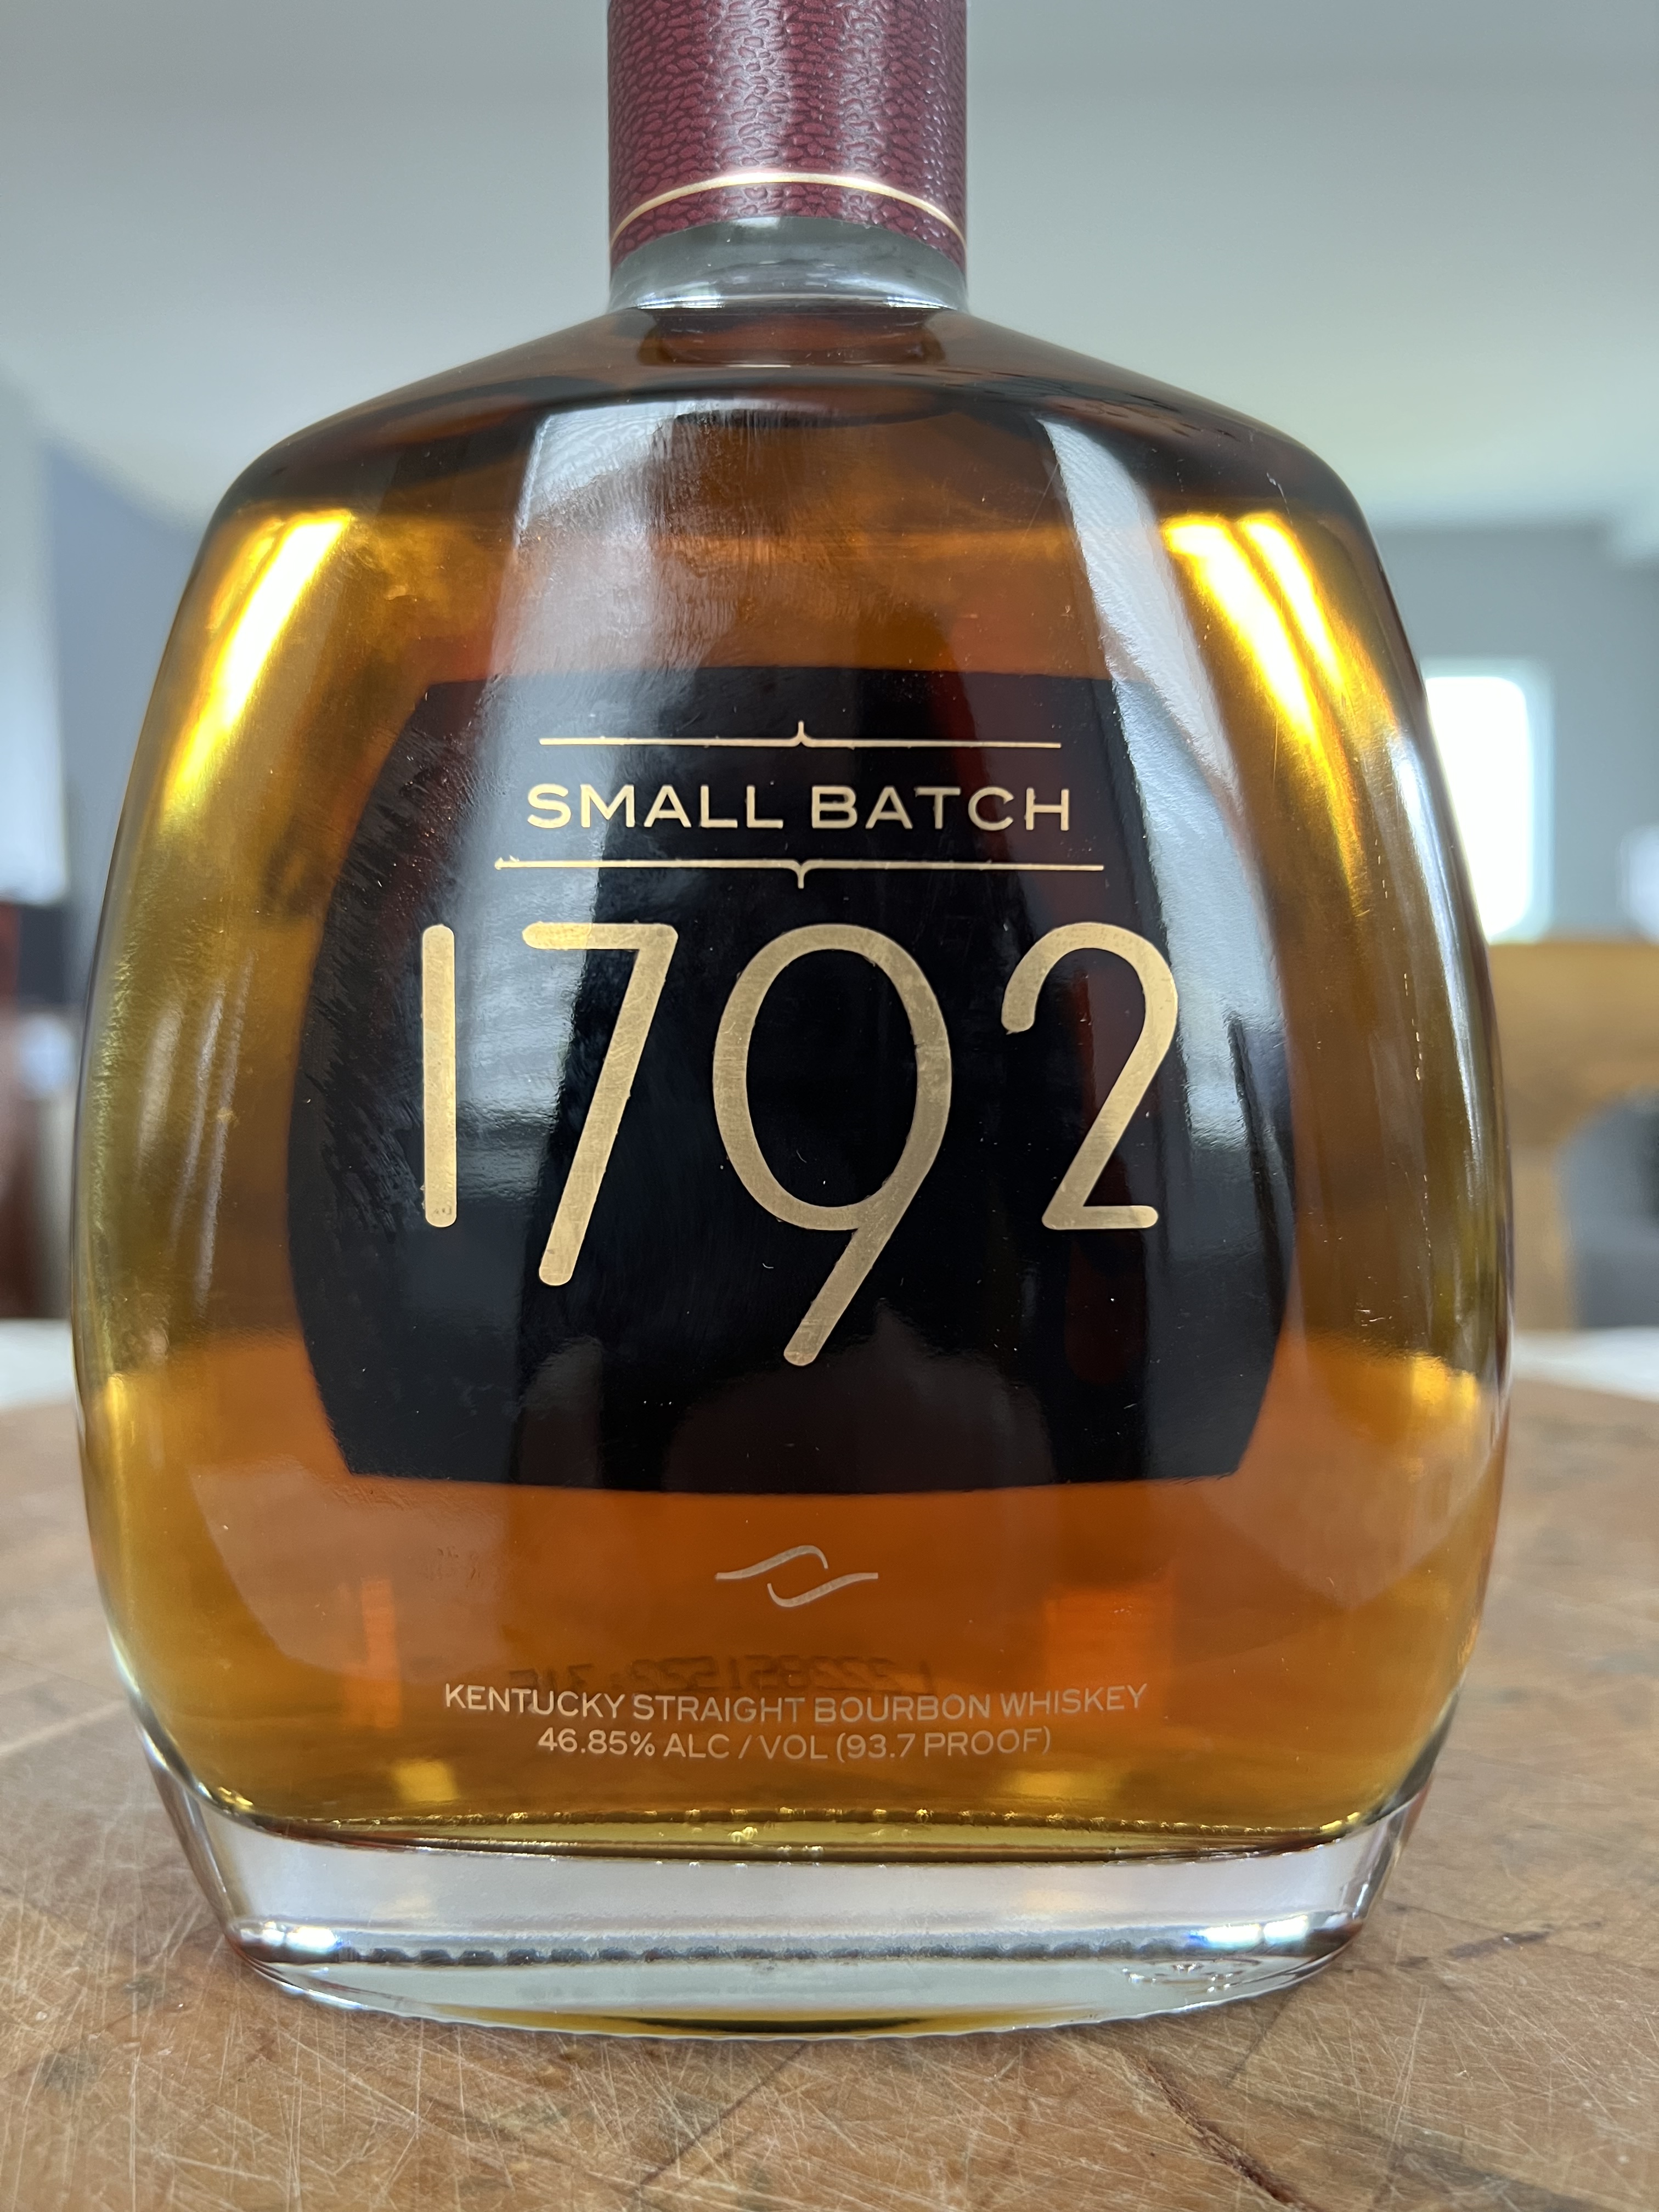 SMALL BATCH
1792
KENTUCKY STRAIGHT BOURBON WHISKEY
46.85% ALC / VOL (93.7 PROOF)